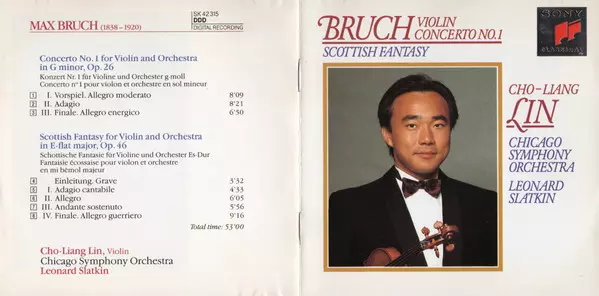 MAX BRUCH (1838 – 1920)
SK 42 315
DDD
DIGITAL RECORDING
Concerto No. 1 for Violin and Orchestra
in G minor, Op. 26
Konzert Nr. 1 für Violine und Orchester g-moll
Concerto nº 1 pour violon et orchestre en sol mineur
1 I. Vorspiel. Allegro moderato 8'09
2 II. Adagio 8'21
3 III. Finale. Allegro energico 6'50
Scottish Fantasy for Violin and Orchestra
in E-flat major, Op. 46
Schottische Fantasie für Violine und Orchester Es-Dur
Fantaisie écossaise pour violon et orchestre
en mi bémol majeur
4 Einleitung. Grave 3'32
5 I. Adagio cantabile 4'33
6 II. Allegro 6'05
7 III. Andante sostenuto 5'56
8 IV. Finale. Allegro guerriero 9'16
Total time: 53'00
Cho-Liang Lin, Violin
Chicago Symphony Orchestra
Leonard Slatkin
BRUCH VIOLIN
CONCERTO NO.1
SCOTTISH FANTASY
SONY
CLASSICAL
CHO-LIANG
LIN
CHICAGO
SYMPHONY
ORCHESTRA
LEONARD
SLATKIN